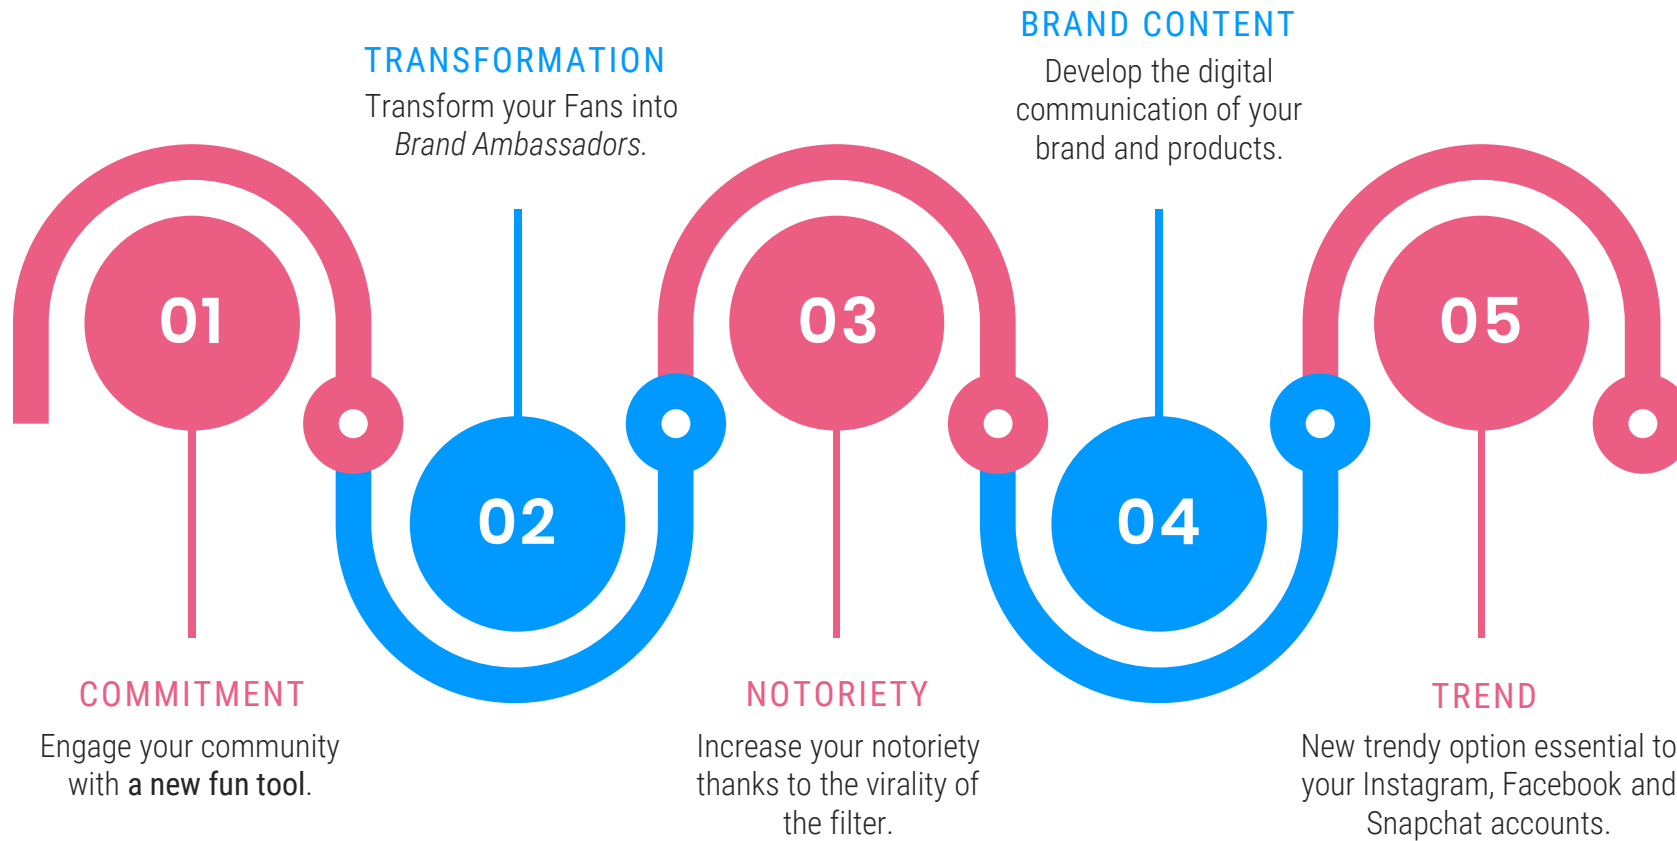 01
COMMITMENT
Engage your community
with a new fun tool.
TRANSFORMATION
Transform your Fans into
Brand Ambassadors.
02
03
NOTORIETY
Increase your notoriety
thanks to the virality of
the filter.
BRAND CONTENT
Develop the digital
communication of your
brand and products.
04
05
TREND
New trendy option essential to
your Instagram, Facebook and
Snapchat accounts.